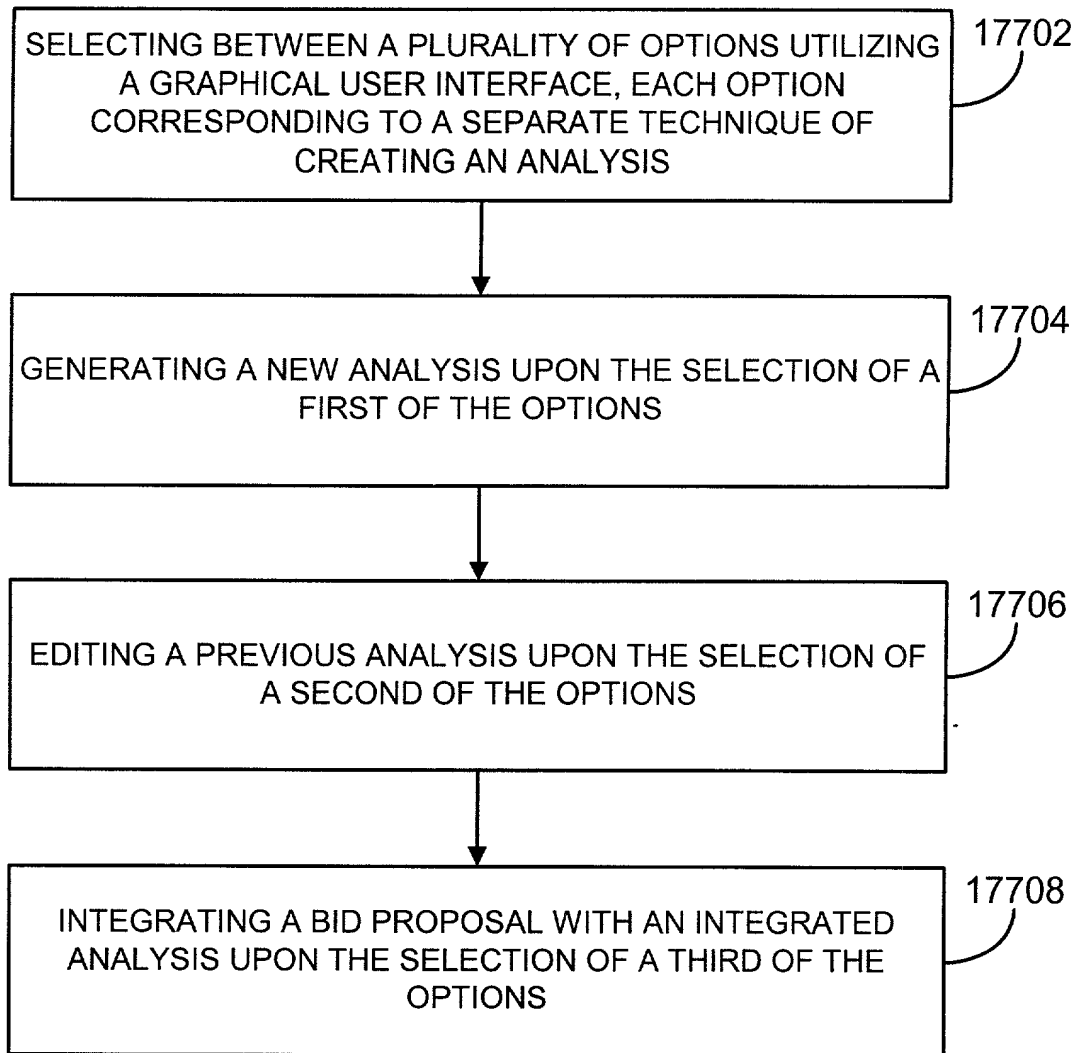 SELECTING BETWEEN A PLURALITY OF OPTIONS UTILIZING
A GRAPHICAL USER INTERFACE, EACH OPTION
CORRESPONDING TO A SEPARATE TECHNIQUE OF
CREATING AN ANALYSIS
17702
GENERATING A NEW ANALYSIS UPON THE SELECTION OF A
FIRST OF THE OPTIONS
17704
EDITING A PREVIOUS ANALYSIS UPON THE SELECTION OF
A SECOND OF THE OPTIONS
17706
INTEGRATING A BID PROPOSAL WITH AN INTEGRATED
ANALYSIS UPON THE SELECTION OF A THIRD OF THE
OPTIONS
17708